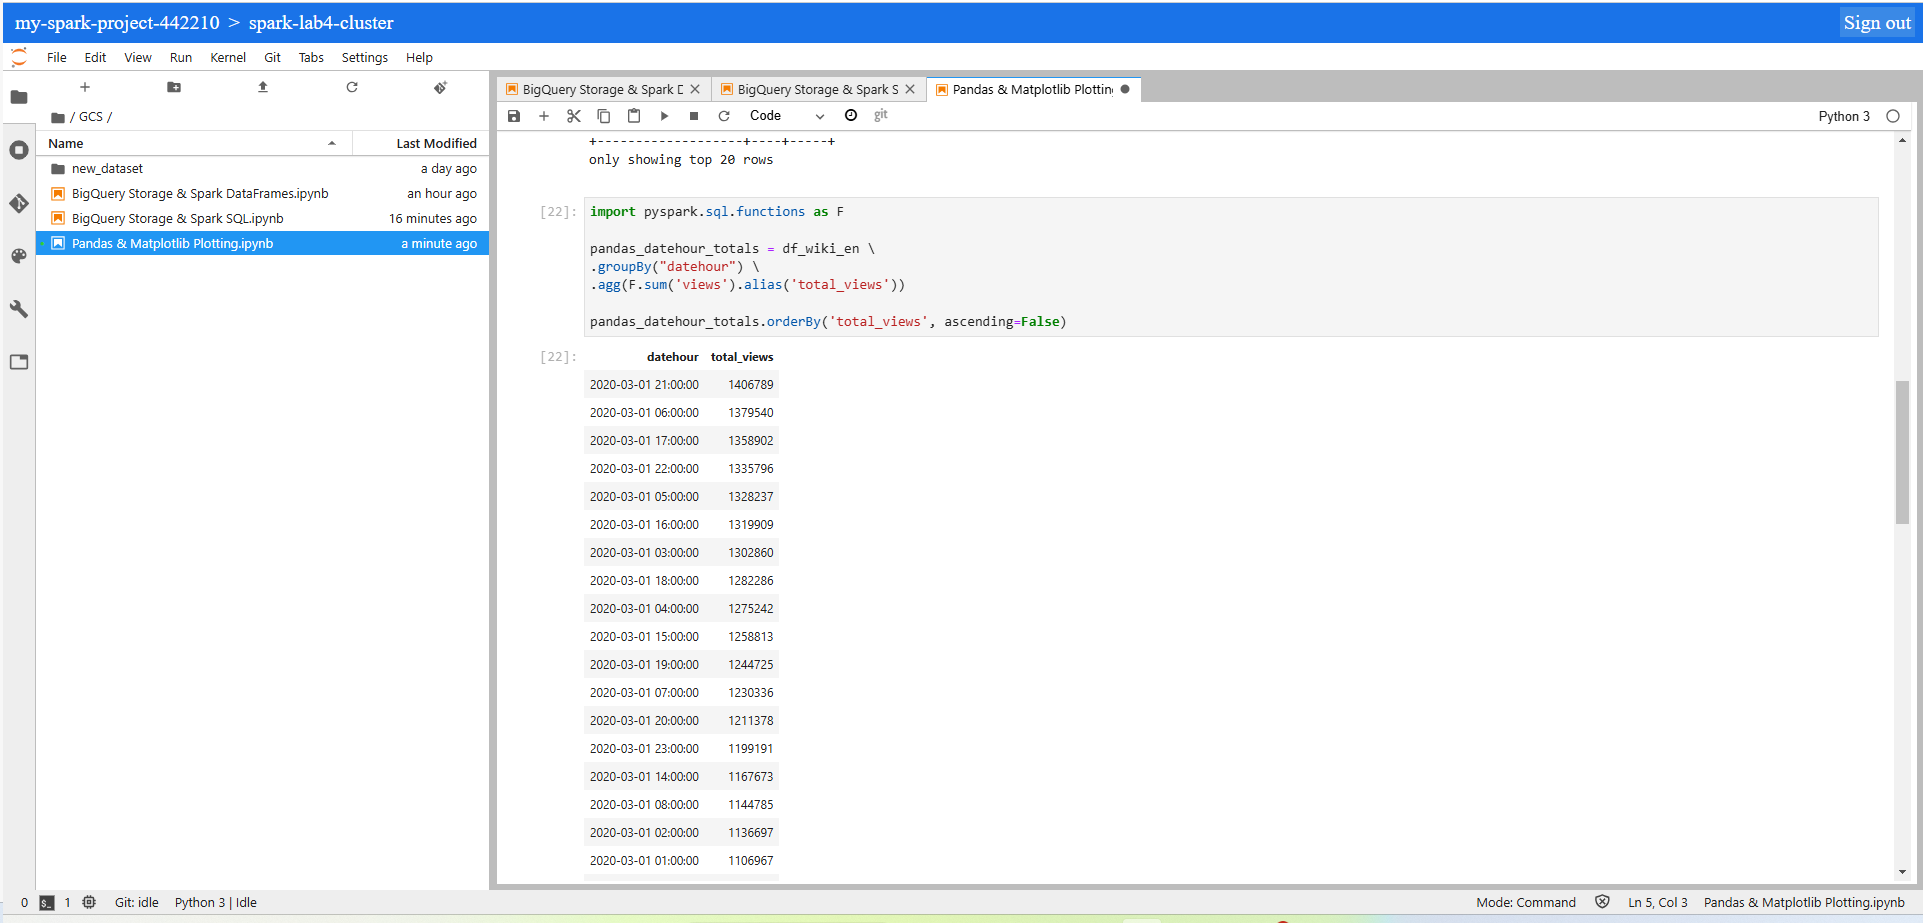 my-spark-project-442210 > spark-lab4-cluster
Sign out
File Edit View Run Kernel Git Tabs Settings Help
/ GCS /
Name Last Modified
new_dataset a day ago
BigQuery Storage & Spark DataFrames.ipynb an hour ago
BigQuery Storage & Spark SQL.ipynb 16 minutes ago
Pandas & Matplotlib Plotting.ipynb a minute ago
BigQuery Storage & Spark D
BigQuery Storage & Spark S
Pandas & Matplotlib Plottin
Code
git
Python 3
+-------------------+----+-----+
only showing top 20 rows
[22]:
import pyspark.sql.functions as F
pandas_datehour_totals = df_wiki_en \
.groupBy("datehour") \
.agg(F.sum('views').alias('total_views'))
pandas_datehour_totals.orderBy('total_views', ascending=False)
[22]:
datehour total_views
2020-03-01 21:00:00 1406789
2020-03-01 06:00:00 1379540
2020-03-01 17:00:00 1358902
2020-03-01 22:00:00 1335796
2020-03-01 05:00:00 1328237
2020-03-01 16:00:00 1319909
2020-03-01 03:00:00 1302860
2020-03-01 18:00:00 1282286
2020-03-01 04:00:00 1275242
2020-03-01 15:00:00 1258813
2020-03-01 19:00:00 1244725
2020-03-01 07:00:00 1230336
2020-03-01 20:00:00 1211378
2020-03-01 23:00:00 1199191
2020-03-01 14:00:00 1167673
2020-03-01 08:00:00 1144785
2020-03-01 02:00:00 1136697
2020-03-01 01:00:00 1106967
0 $_ 1 Git: idle Python 3 | Idle
Mode: Command Ln 5, Col 3 Pandas & Matplotlib Plotting.ipynb